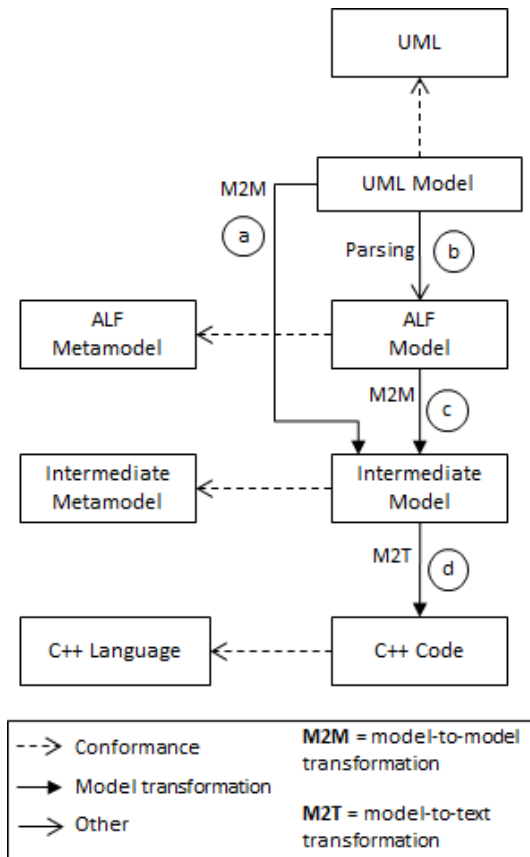 UML
UML Model
M2M
a
Parsing
b
ALF
Metamodel
ALF
Model
M2M
c
Intermediate
Metamodel
Intermediate
Model
M2T
d
C++ Language
C++ Code
Conformance
Model transformation
Other
M2M = model-to-model
transformation
M2T = model-to-text
transformation